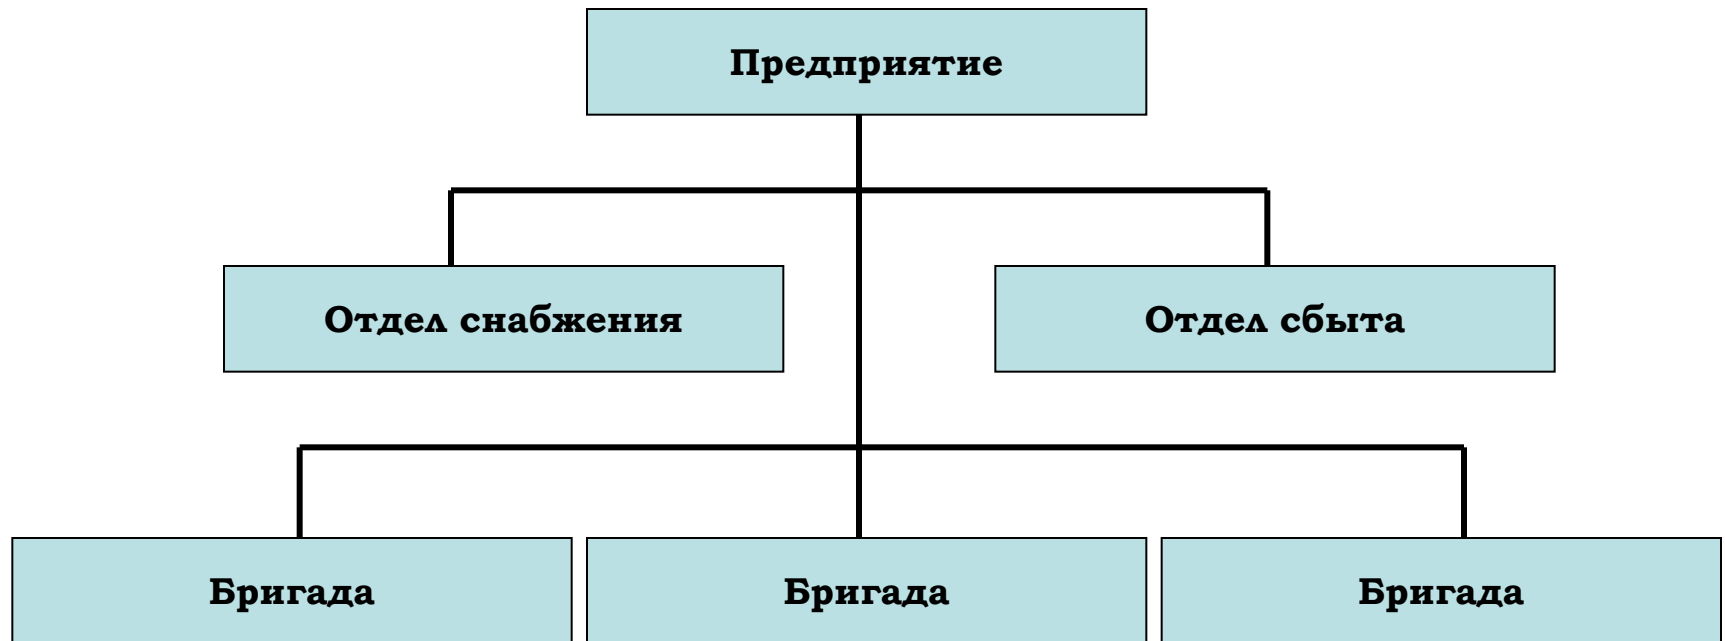 Предприятие
Отдел снабжения
Отдел сбыта
Бригада
Бригада
Бригада